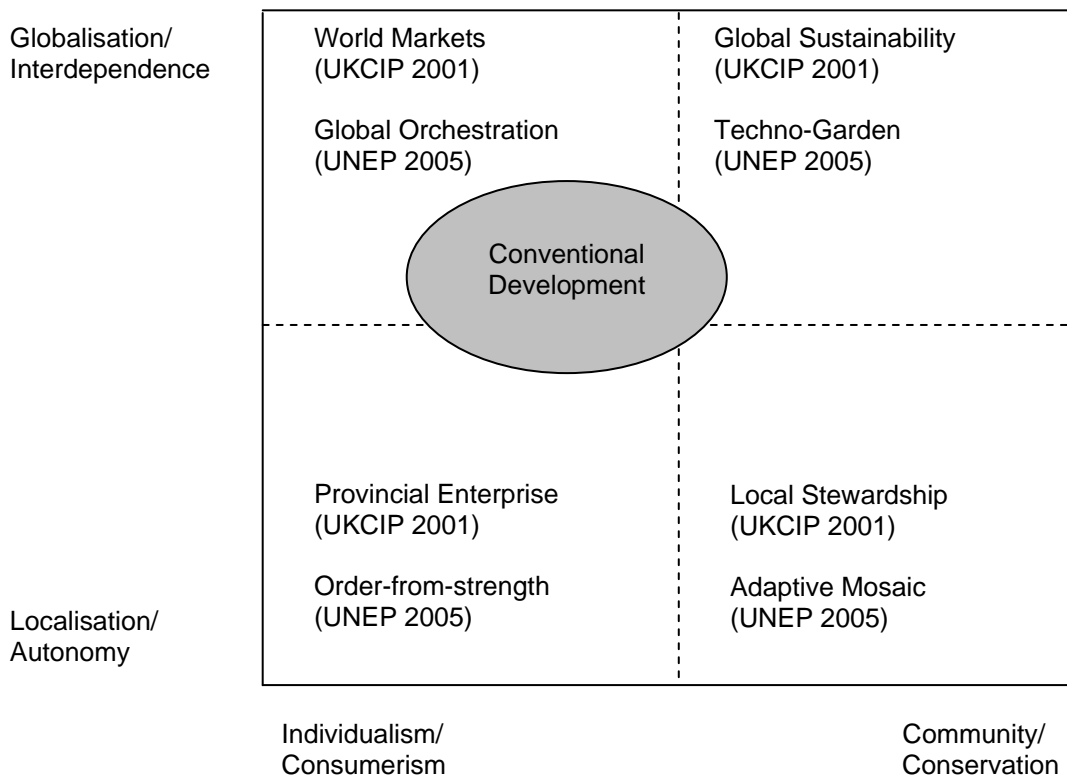 Globalisation/
Interdependence
World Markets
(UKCIP 2001)
Global Orchestration
(UNEP 2005)
Global Sustainability
(UKCIP 2001)
Techno-Garden
(UNEP 2005)
Conventional
Development
Provincial Enterprise
(UKCIP 2001)
Order-from-strength
(UNEP 2005)
Local Stewardship
(UKCIP 2001)
Adaptive Mosaic
(UNEP 2005)
Localisation/
Autonomy
Individualism/
Consumerism
Community/
Conservation